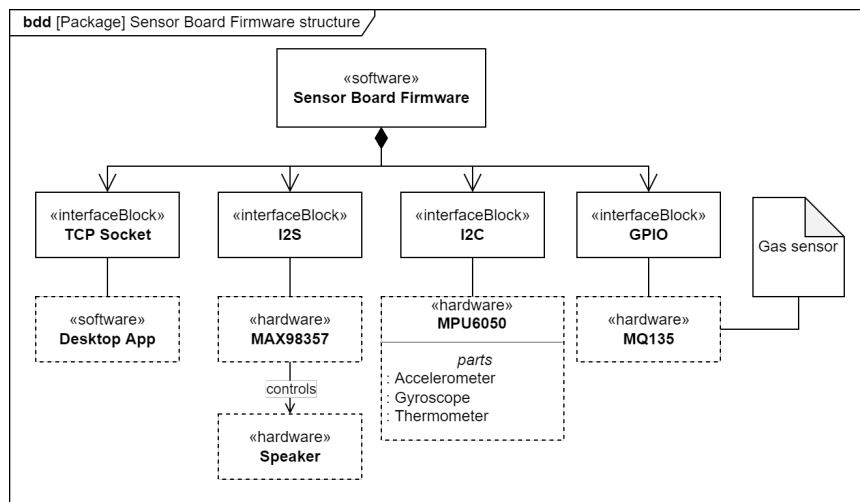 bdd [Package] Sensor Board Firmware structure
«software»
Sensor Board Firmware
«interfaceBlock»
TCP Socket
«interfaceBlock»
I2S
«interfaceBlock»
I2C
«interfaceBlock»
GPIO
Gas sensor
«software»
Desktop App
«hardware»
MAX98357
«hardware»
MPU6050
parts
: Accelerometer
: Gyroscope
: Thermometer
«hardware»
MQ135
controls
«hardware»
Speaker